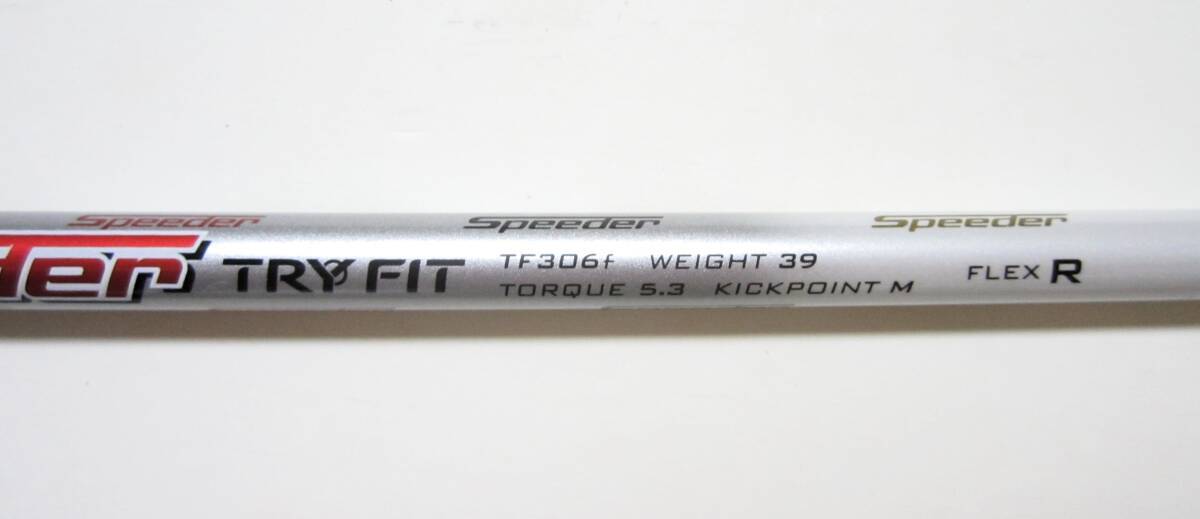 Speeder Speeder Speeder
TRY FIT
TF306f WEIGHT 39
TORQUE 5.3 KICKPOINT M
FLEX R